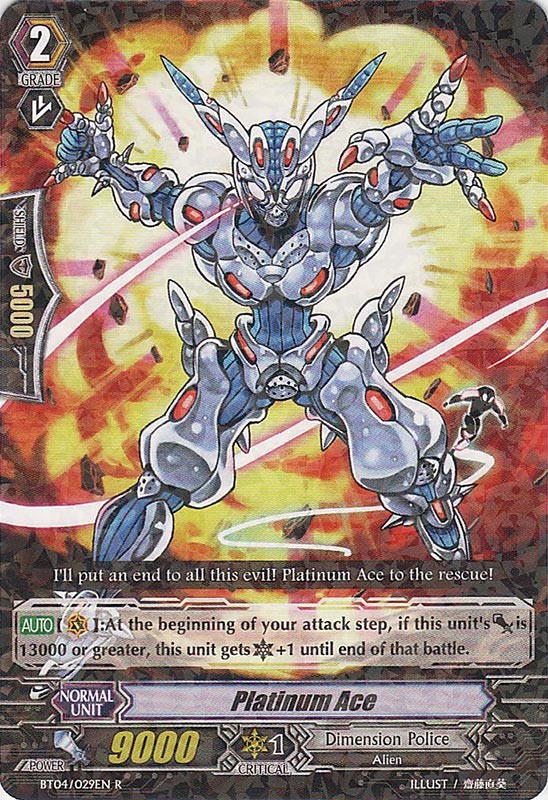 2
GRADE
SHIELD
5000
I'll put an end to all this evil! Platinum Ace to the rescue!
AUTO [ ]:At the beginning of your attack step, if this unit's is
13000 or greater, this unit gets +1 until end of that battle.
NORMAL
UNIT
Platinum Ace
POWER
9000
1
CRITICAL
Dimension Police
Alien
BT04/029EN R
ILLUST / 齋藤直葵